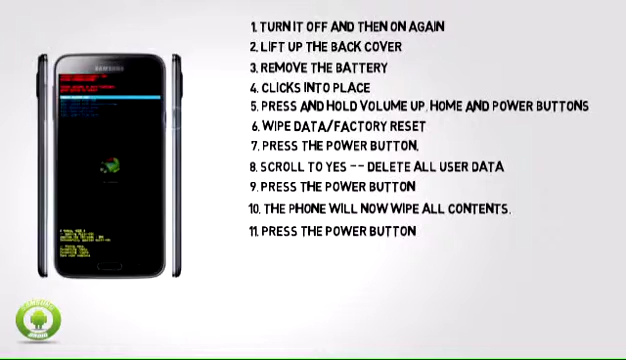 1. TURN IT OFF AND THEN ON AGAIN
2. LIFT UP THE BACK COVER
3. REMOVE THE BATTERY
4. CLICKS INTO PLACE
5. PRESS AND HOLD VOLUME UP, HOME AND POWER BUTTONS
6. WIPE DATA/FACTORY RESET
7. PRESS THE POWER BUTTON.
8. SCROLL TO YES -- DELETE ALL USER DATA
9. PRESS THE POWER BUTTON
10. THE PHONE WILL NOW WIPE ALL CONTENTS.
11. PRESS THE POWER BUTTON
SAMSUNG